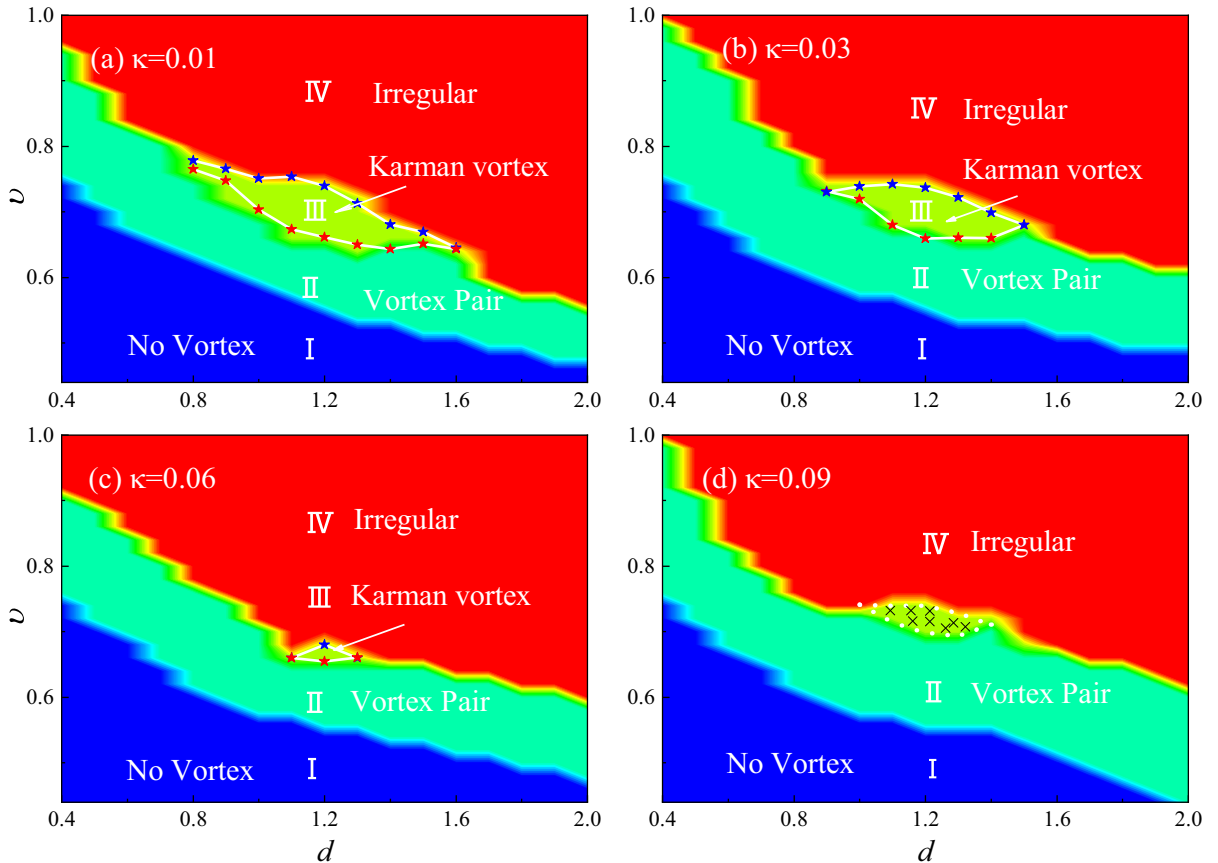 1.0
(a) κ=0.01
Ⅳ Irregular
0.8
Karman vortex
υ
Ⅲ
0.6
Ⅱ Vortex Pair
No Vortex Ⅰ
0.4 0.8 1.2 1.6 2.0
1.0
(b) κ=0.03
Ⅳ Irregular
0.8
Karman vortex
Ⅲ
0.6
Ⅱ Vortex Pair
No Vortex Ⅰ
0.4 0.8 1.2 1.6 2.0
1.0
(c) κ=0.06
Ⅳ Irregular
0.8
Ⅲ Karman vortex
υ
0.6
Ⅱ Vortex Pair
No Vortex Ⅰ
0.4 0.8 1.2 1.6 2.0
d
1.0
(d) κ=0.09
Ⅳ Irregular
0.8
0.6
Ⅱ Vortex Pair
No Vortex Ⅰ
0.4 0.8 1.2 1.6 2.0
d